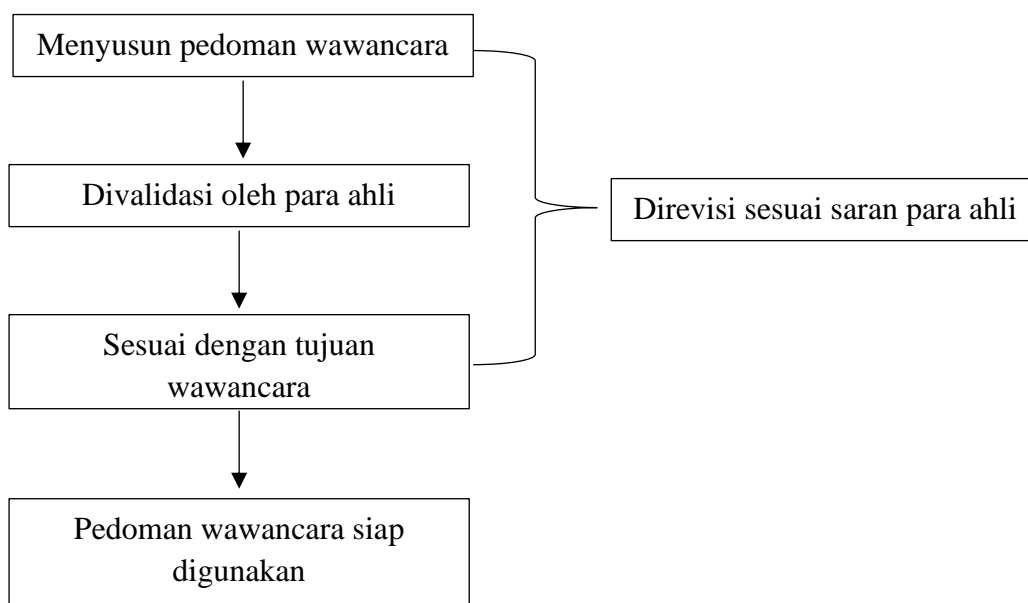 Menyusun pedoman wawancara
Divalidasi oleh para ahli
Direvisi sesuai saran para ahli
Sesuai dengan tujuan
wawancara
Pedoman wawancara siap
digunakan